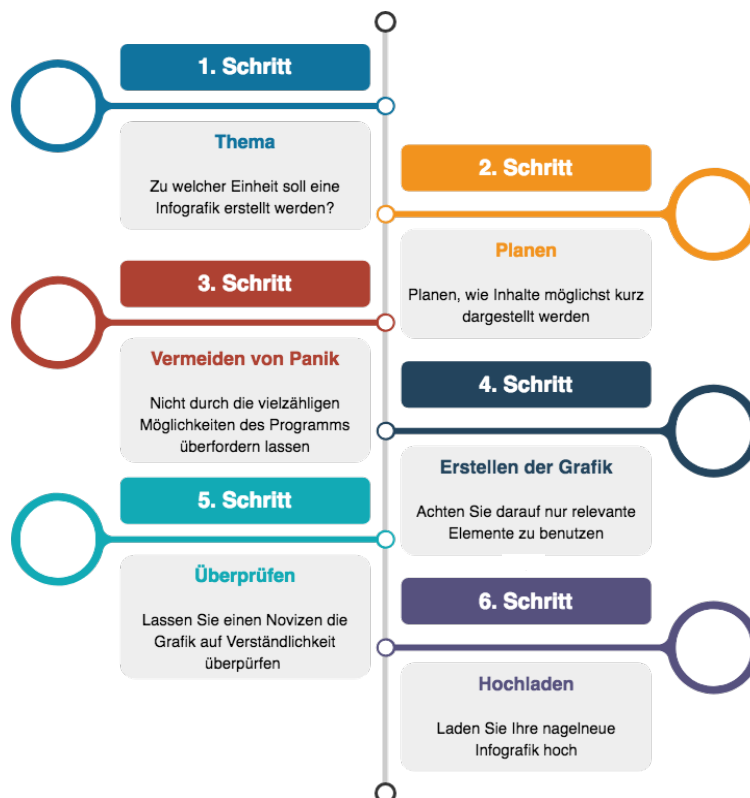 1. Schritt
Thema
Zu welcher Einheit soll eine
Infografik erstellt werden?
2. Schritt
Planen
Planen, wie Inhalte möglichst kurz
dargestellt werden
3. Schritt
Vermeiden von Panik
Nicht durch die vielzähligen
Möglichkeiten des Programms
überfordern lassen
4. Schritt
Erstellen der Grafik
Achten Sie darauf nur relevante
Elemente zu benutzen
5. Schritt
Überprüfen
Lassen Sie einen Novizen die
Grafik auf Verständlichkeit
überpürfen
6. Schritt
Hochladen
Laden Sie Ihre nagelneue
Infografik hoch